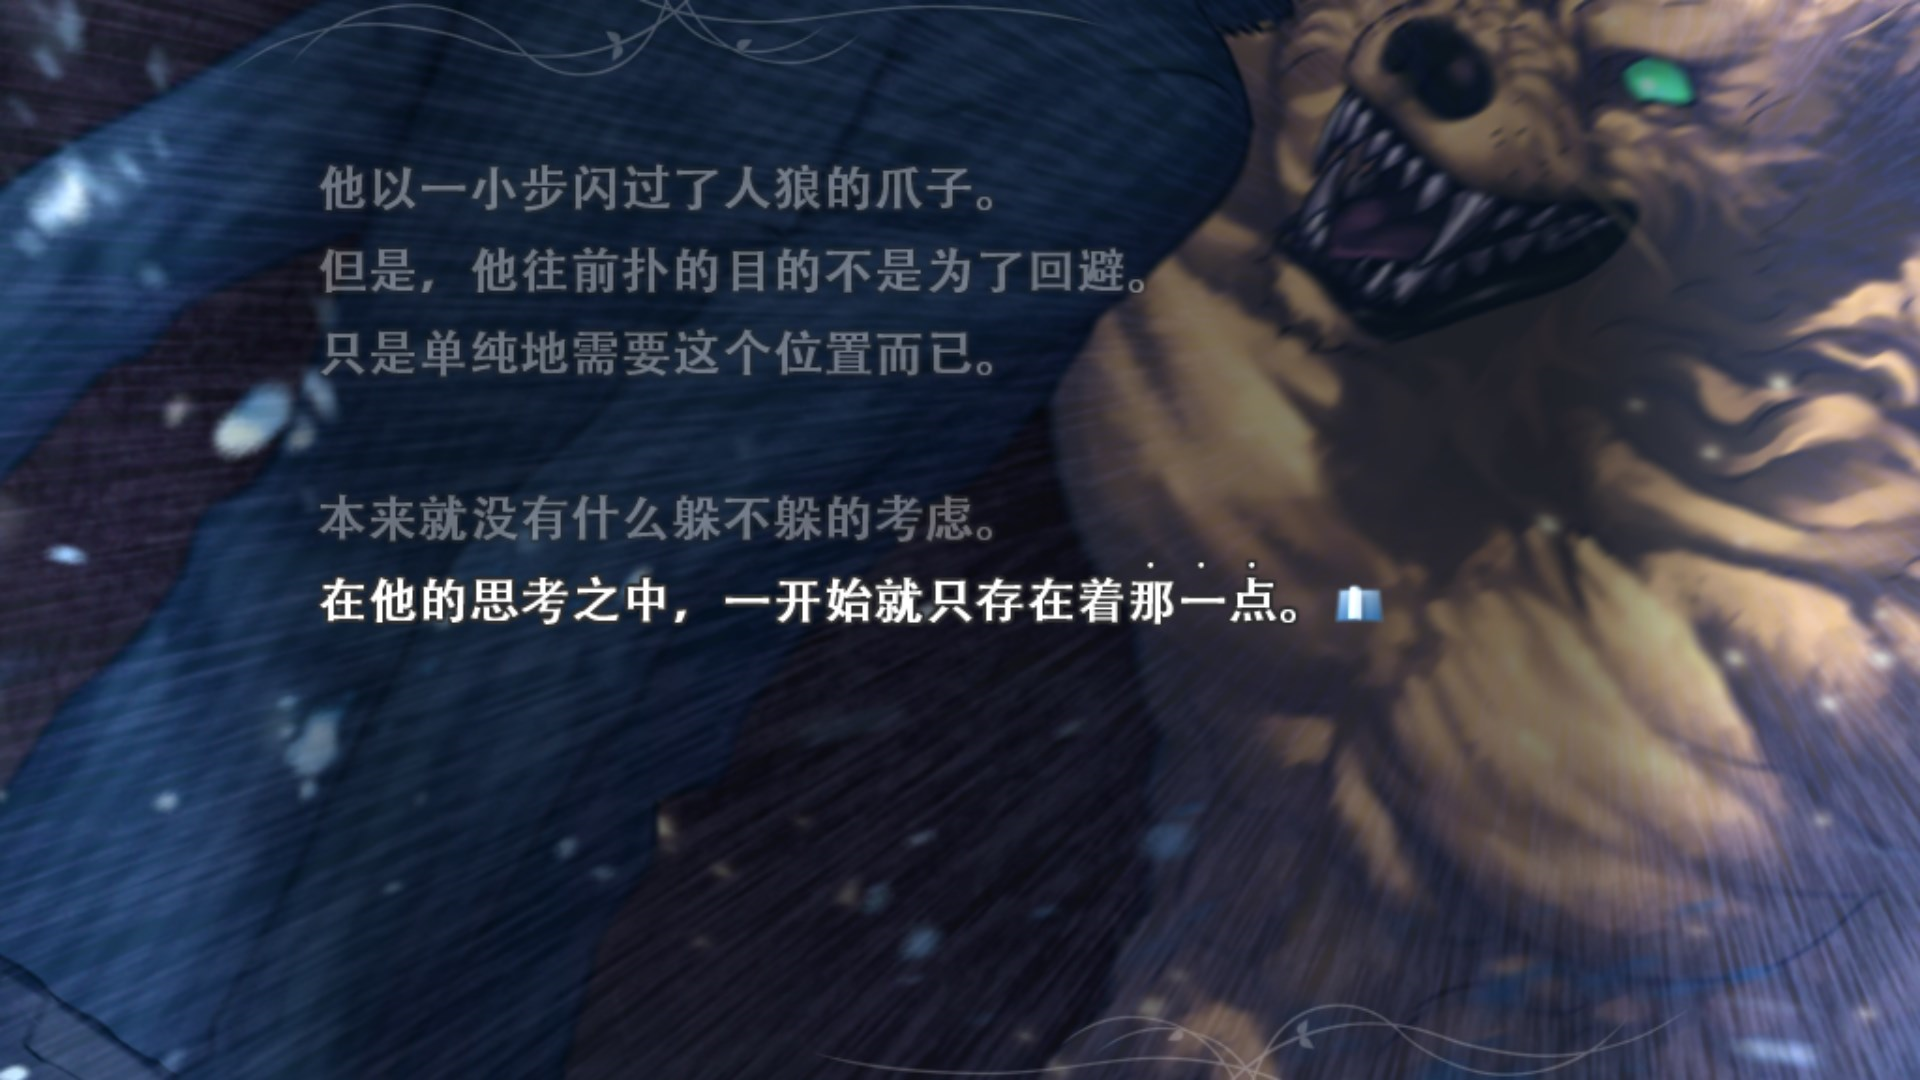 他以一小步闪过了人狼的爪子。
但是，他往前扑的目的不是为了回避。
只是单纯地需要这个位置而已。
本来就没有什么躲不躲的考虑。
在他的思考之中，一开始就只存在着那一点。